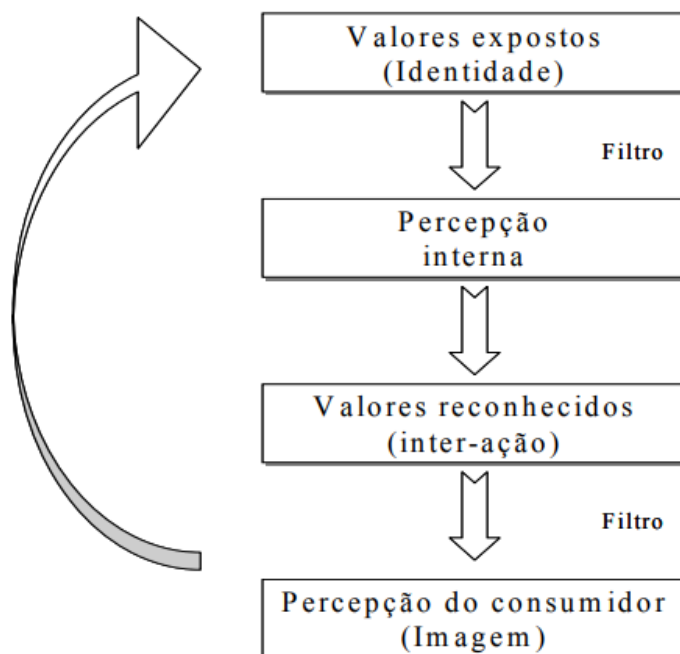 Valores expostos
(Identidade)
Filtro
Percepção
interna
Valores reconhecidos
(inter-ação)
Filtro
Percepção do consumidor
(Imagem)